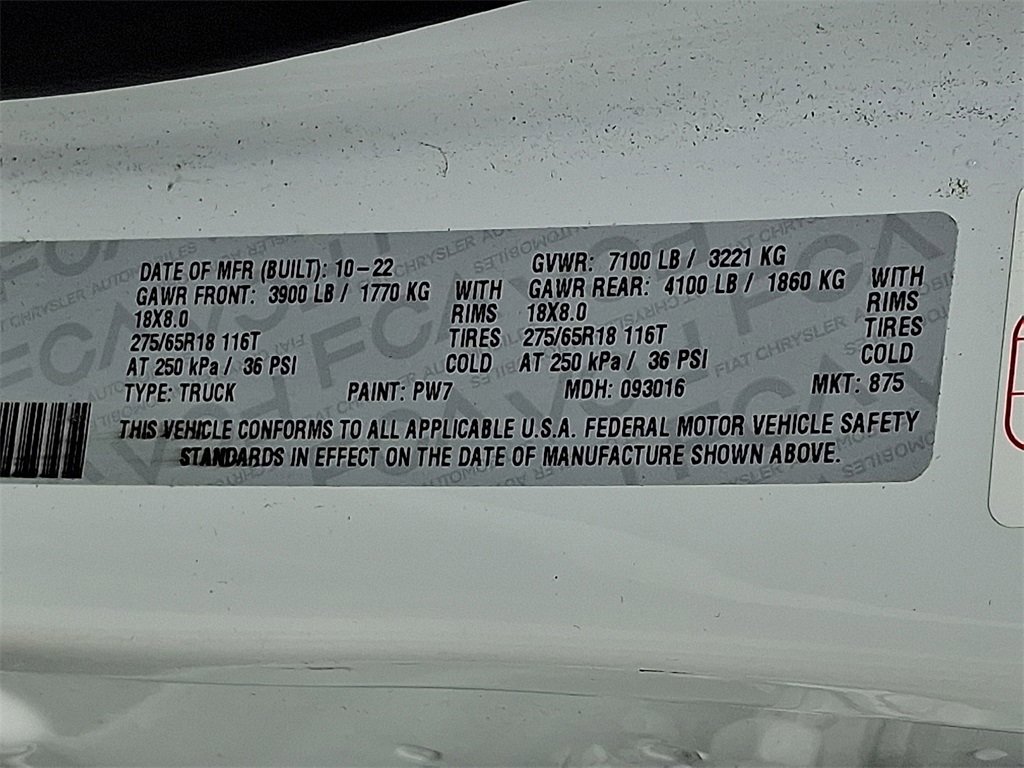 DATE OF MFR (BUILT): 10-22 GVWR: 7100 LB / 3221 KG
GAWR FRONT: 3900 LB / 1770 KG WITH GAWR REAR: 4100 LB / 1860 KG WITH
18X8.0 RIMS 18X8.0 RIMS
275/65R18 116T TIRES 275/65R18 116T TIRES
AT 250 kPa / 36 PSI COLD AT 250 kPa / 36 PSI COLD
TYPE: TRUCK PAINT: PW7 MDH: 093016 MKT: 875
THIS VEHICLE CONFORMS TO ALL APPLICABLE U.S.A. FEDERAL MOTOR VEHICLE SAFETY
STANDARDS IN EFFECT ON THE DATE OF MANUFACTURE SHOWN ABOVE.
FCA
FIAT CHRYSLER AUTOMOBILES